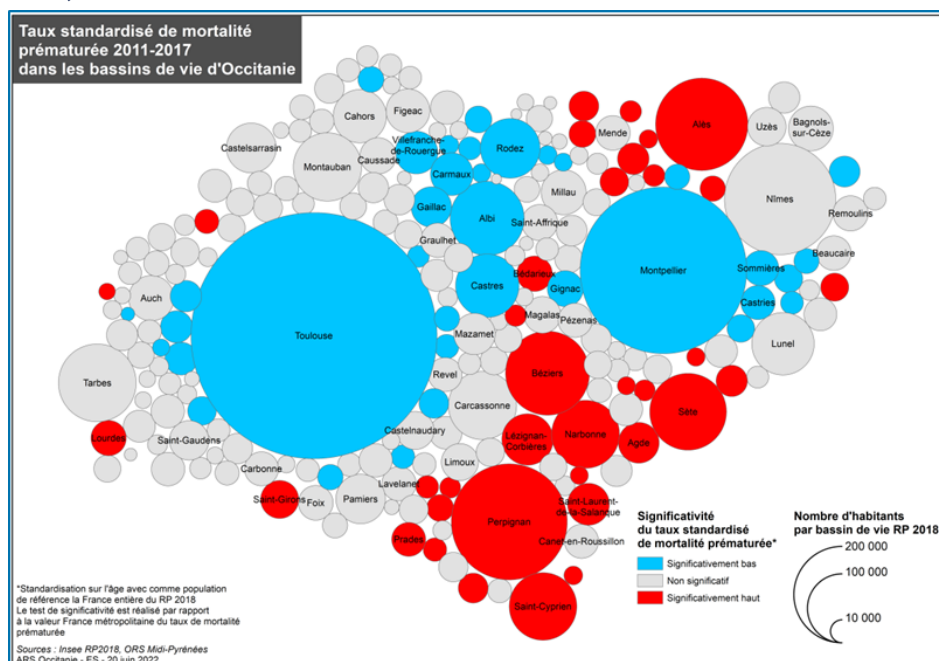 Taux standardisé de mortalité
prématurée 2011-2017
dans les bassins de vie d'Occitanie
Cahors
Figeac
Castelsarrasin
Montauban
Caussade
Villefranche-
de-Rouergue
Carmaux
Rodez
Mende
Alès
Uzès
Bagnols-
sur-Cèze
Gaillac
Albi
Millau
Saint-Affrique
Nîmes
Remoulins
Graulhet
Beaucaire
Montpellier
Sommières
Bédarieux
Castres
Gignac
Castries
Auch
Toulouse
Magalas
Pézenas
Mazamet
Lunel
Tarbes
Revel
Béziers
Carcassonne
Sète
Lourdes
Saint-Gaudens
Castelnaudary
Lézignan-
Corbières
Narbonne
Agde
Carbonne
Limoux
Saint-Girons
Foix
Pamiers
Lavelanet
Saint-Laurent-
de-la-Salanque
Perpignan
Prades
Canet-en-Roussillon
Saint-Cyprien
Significativité
du taux standardisé
de mortalité prématurée*
Significativement bas
Non significatif
Significativement haut
Nombre d'habitants
par bassin de vie RP 2018
200 000
100 000
10 000
*Standardisation sur l'âge avec comme population
de référence la France entière du RP 2018
Le test de significativité est réalisé par rapport
à la valeur France métropolitaine du taux de mortalité
prématurée
Sources : Insee RP2018, ORS Midi-Pyrénées
ARS Occitanie - ES - 20 juin 2022